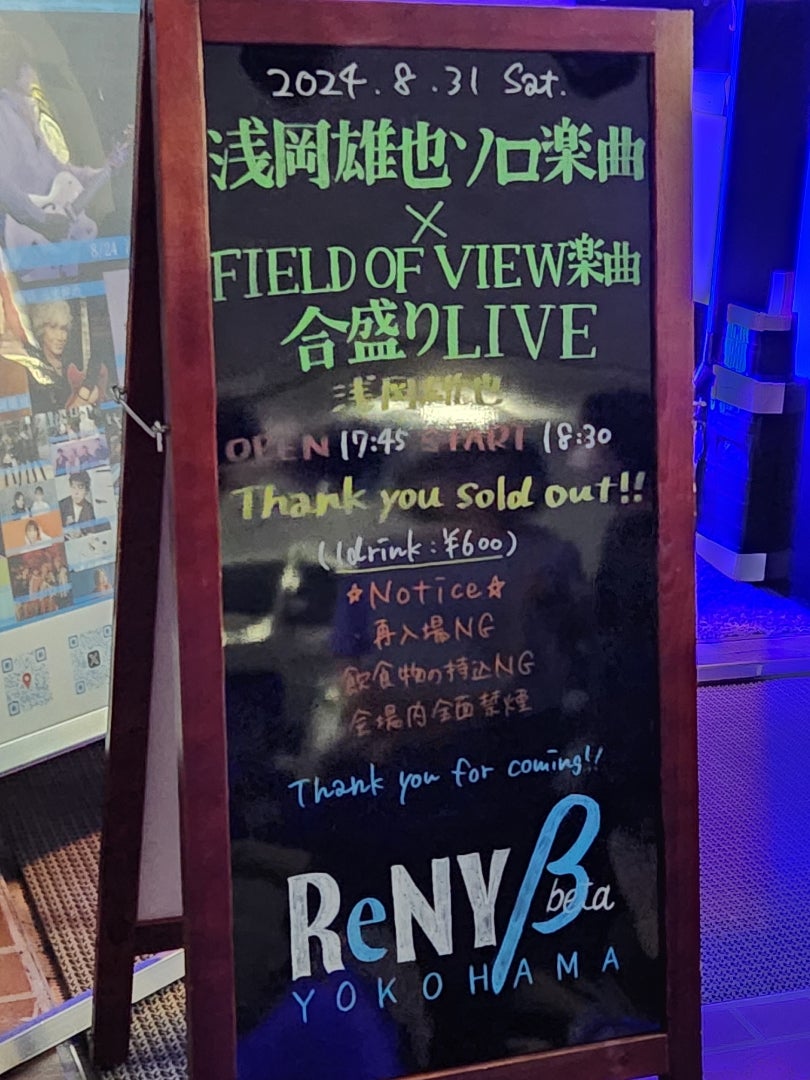 2024.8.31 Sat.
浅岡雄也ソロ楽曲
×
FIELD OF VIEW楽曲
合盛りLIVE
浅岡雄也
OPEN 17:45 START 18:30
Thank you sold out!!
(1drink:¥600)
☆Notice☆
再入場NG
飲食物の持込NG
会場内全面禁煙
Thank you for coming!!
ReNY β
beta
YOKOHAMA
8/24